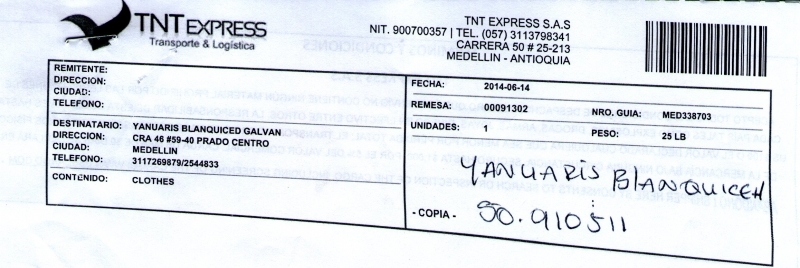 TNT EXPRESS
Transporte & Logística
TNT EXPRESS S.A.S
NIT. 900700357 | TEL. (057) 3113798341
CARRERA 50 # 25-213
MEDELLIN - ANTIOQUIA
REMITENTE:
DIRECCION:
CIUDAD:
TELEFONO:
DESTINATARIO: YANUARIS BLANQUICED GALVAN
DIRECCION: CRA 46 #59-40 PRADO CENTRO
CIUDAD: MEDELLIN
TELEFONO: 3117269879/2544833
CONTENIDO: CLOTHES
FECHA: 2014-06-14
REMESA: 00091302 NRO. GUIA: MED338703
UNIDADES: 1 PESO: 25 LB
YANUARIS BLANQUICEH
- COPIA - 50.910511